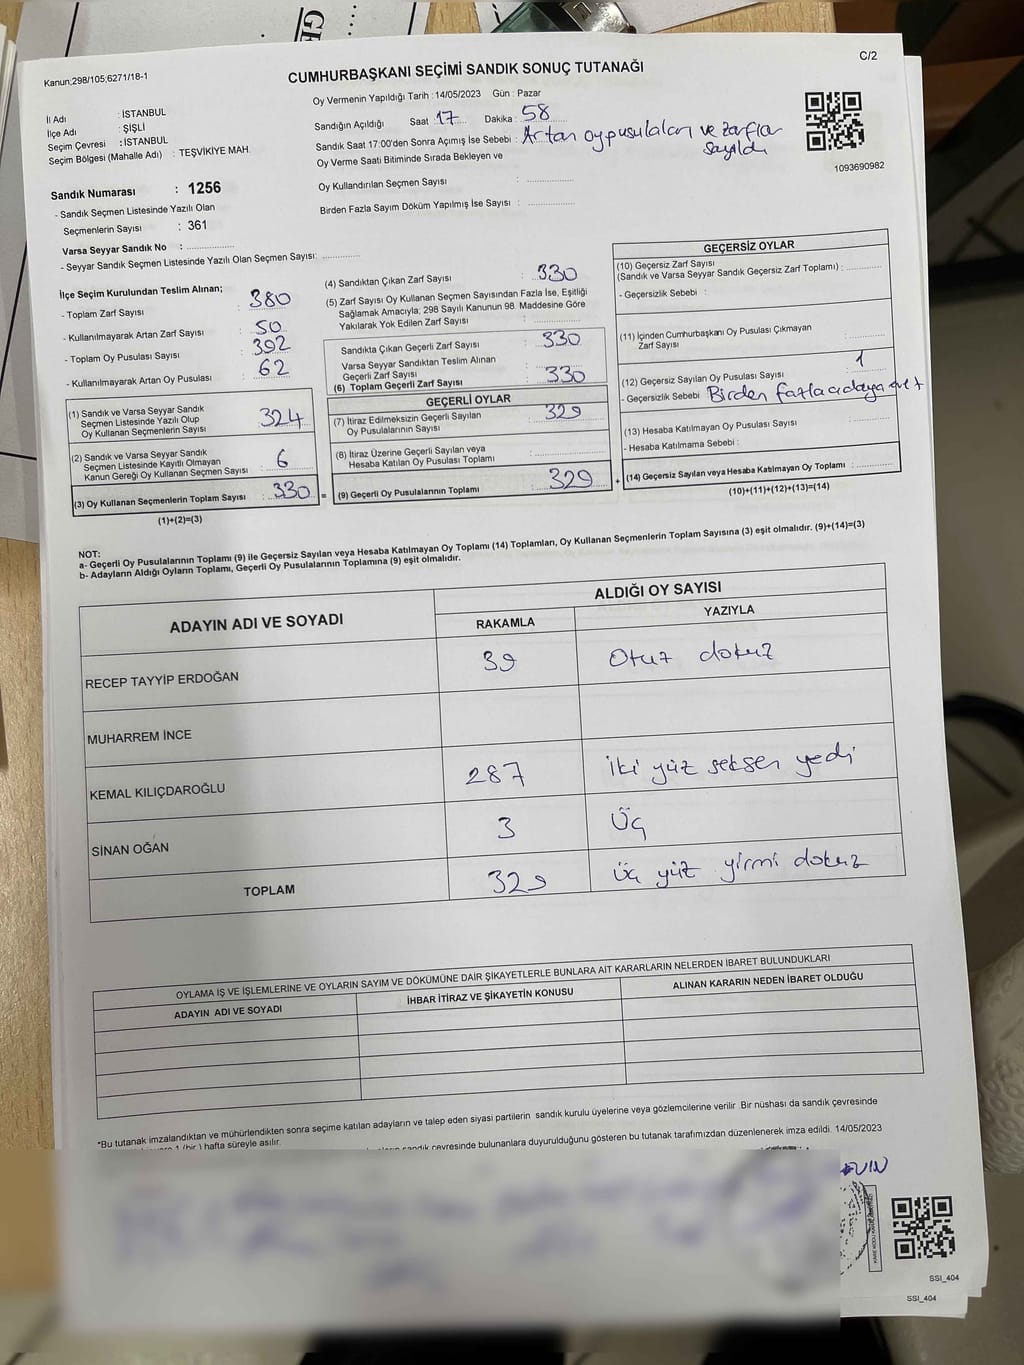 GE
Kanun;298/105,6271/18-1
C/2
CUMHURBAŞKANI SEÇİMİ SANDIK SONUÇ TUTANAĞI
Oy Vermenin Yapıldığı Tarih : 14/05/2023 Gün : Pazar
İl Adı : İSTANBUL
İlçe Adı : ŞİŞLİ
Seçim Çevresi : İSTANBUL
Seçim Bölgesi (Mahalle Adı) : TEŞVİKİYE MAH.
Sandığın Açıldığı Saat 17 Dakika : 58
Sandık Saat 17:00'den Sonra Açımış İse Sebebi : Artan oy pusulaları ve zarflar sayıldı
Oy Verme Saati Bitiminde Sırada Bekleyen ve
Oy Kullandırılan Seçmen Sayısı :
Birden Fazla Sayım Döküm Yapılmış İse Sayısı :
1093690982
Sandık Numarası : 1256
- Sandık Seçmen Listesinde Yazılı Olan
Seçmenlerin Sayısı : 361
Varsa Seyyar Sandık No :
- Seyyar Sandık Seçmen Listesinde Yazılı Olan Seçmen Sayısı:
İlçe Seçim Kurulundan Teslim Alınan;
- Toplam Zarf Sayısı : 380
- Kullanılmayarak Artan Zarf Sayısı : 50
- Toplam Oy Pusulası Sayısı : 392
- Kullanılmayarak Artan Oy Pusulası : 62
(1) Sandık ve Varsa Seyyar Sandık
Seçmen Listesinde Yazılı Olup
Oy Kullanan Seçmenlerin Sayısı : 324
(2) Sandık ve Varsa Seyyar Sandık
Seçmen Listesinde Kayıtlı Olmayan
Kanun Gereği Oy Kullanan Seçmen Sayısı : 6
(3) Oy Kullanan Seçmenlerin Toplam Sayısı : 330 =
(1)+(2)=(3)
(4) Sandıktan Çıkan Zarf Sayısı : 330
(5) Zarf Sayısı Oy Kullanan Seçmen Sayısından Fazla İse, Eşitliği
Sağlamak Amacıyla; 298 Sayılı Kanunun 98. Maddesine Göre
Yakılarak Yok Edilen Zarf Sayısı :
Sandıkta Çıkan Geçerli Zarf Sayısı : 330
Varsa Seyyar Sandıktan Teslim Alınan
Geçerli Zarf Sayısı :
(6) Toplam Geçerli Zarf Sayısı : 330
GEÇERLİ OYLAR
(7) İtiraz Edilmeksizin Geçerli Sayılan
Oy Pusulalarının Sayısı : 329
(8) İtiraz Üzerine Geçerli Sayılan veya
Hesaba Katılan Oy Pusulası Toplamı :
(9) Geçerli Oy Pusulalarının Toplamı : 329 +
GEÇERSİZ OYLAR
(10) Geçersiz Zarf Sayısı
(Sandık ve Varsa Seyyar Sandık Geçersiz Zarf Toplamı) :
- Geçersizlik Sebebi :
(11) İçinden Cumhurbaşkanı Oy Pusulası Çıkmayan
Zarf Sayısı :
(12) Geçersiz Sayılan Oy Pusulası Sayısı : 1
- Geçersizlik Sebebi : Birden fazla adaya evet
(13) Hesaba Katılmayan Oy Pusulası Sayısı :
- Hesaba Katılmama Sebebi :
(14) Geçersiz Sayılan veya Hesaba Katılmayan Oy Toplamı :
(10)+(11)+(12)+(13)=(14)
NOT:
a- Geçerli Oy Pusulalarının Toplamı (9) ile Geçersiz Sayılan veya Hesaba Katılmayan Oy Toplamı (14) Toplamları, Oy Kullanan Seçmenlerin Toplam Sayısına (3) eşit olmalıdır. (9)+(14)=(3)
b- Adayların Aldığı Oyların Toplamı, Geçerli Oy Pusulalarının Toplamına (9) eşit olmalıdır.
ADAYIN ADI VE SOYADI
ALDIĞI OY SAYISI
RAKAMLA YAZIYLA
RECEP TAYYİP ERDOĞAN 39 Otuz dokuz
MUHARREM İNCE
KEMAL KILIÇDAROĞLU 287 iki yüz seksen yedi
SİNAN OĞAN 3 Üç
TOPLAM 329 Üç yüz yirmi dokuz
OYLAMA İŞ VE İŞLEMLERİNE VE OYLARIN SAYIM VE DÖKÜMÜNE DAİR ŞİKAYETLERLE BUNLARA AİT KARARLARIN NELERDEN İBARET BULUNDUKLARI
ADAYIN ADI VE SOYADI İHBAR İTİRAZ VE ŞİKAYETİN KONUSU ALINAN KARARIN NEDEN İBARET OLDUĞU
*Bu tutanak imzalandıktan ve mühürlendikten sonra seçime katılan adayların ve talep eden siyasi partilerin sandık kurulu üyelerine veya gözlemcilerine verilir. Bir nüshası da sandık çevresinde
1 (bir) hafta süreyle asılır.
sandık çevresinde bulunanlara duyurulduğunu gösteren bu tutanak tarafımızdan düzenlenerek imza edildi. 14/05/2023
SSI_404
SSI_404